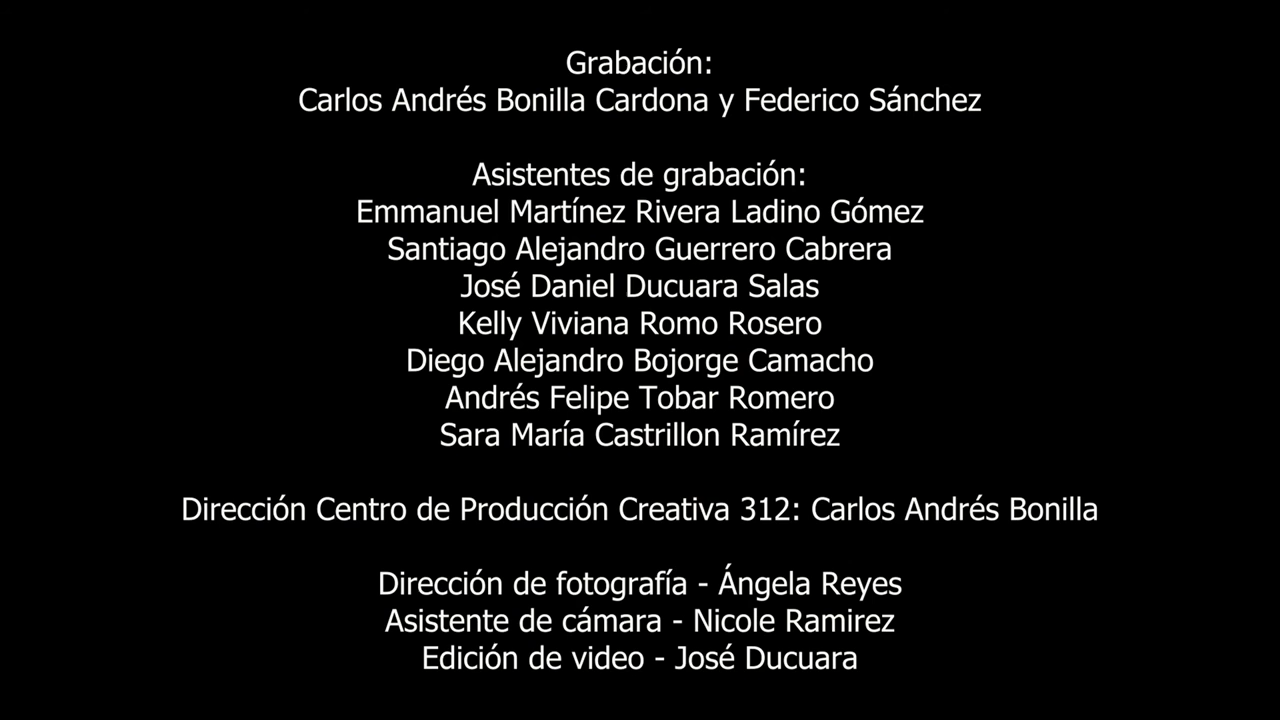 Grabación:
Carlos Andrés Bonilla Cardona y Federico Sánchez
Asistentes de grabación:
Emmanuel Martínez Rivera Ladino Gómez
Santiago Alejandro Guerrero Cabrera
José Daniel Ducuara Salas
Kelly Viviana Romo Rosero
Diego Alejandro Bojorge Camacho
Andrés Felipe Tobar Romero
Sara María Castrillon Ramírez
Dirección Centro de Producción Creativa 312: Carlos Andrés Bonilla
Dirección de fotografía - Ángela Reyes
Asistente de cámara - Nicole Ramirez
Edición de video - José Ducuara